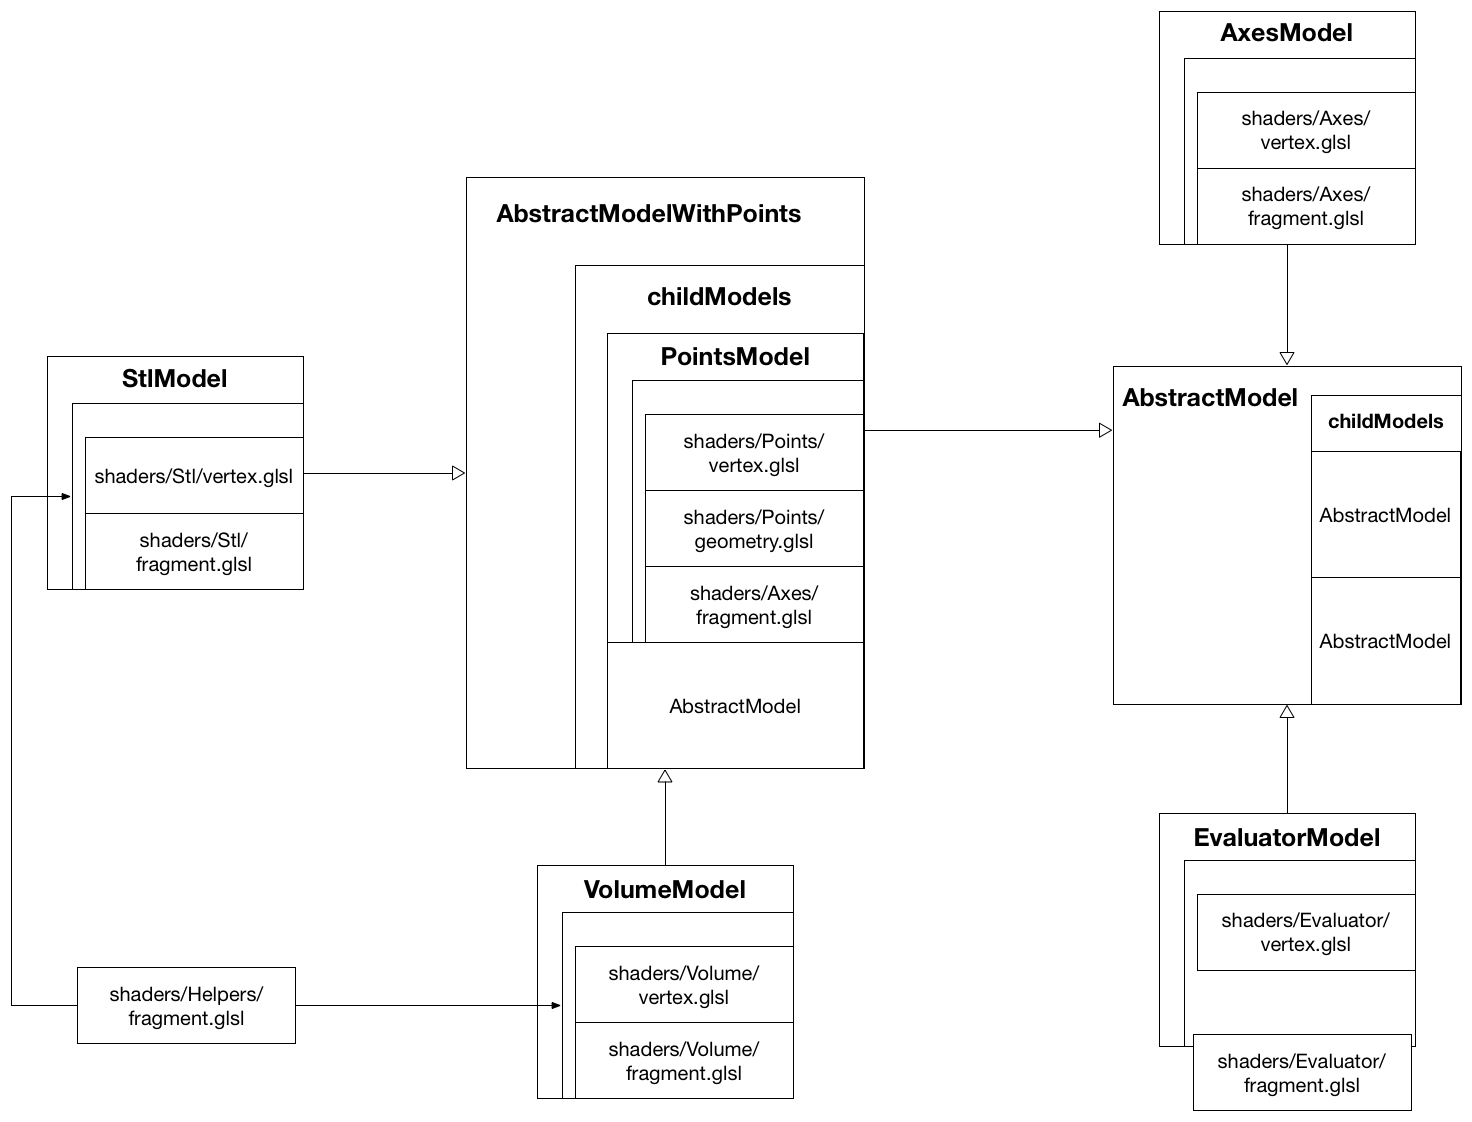 AxesModel
shaders/Axes/
vertex.glsl
shaders/Axes/
fragment.glsl
AbstractModelWithPoints
childModels
PointsModel
shaders/Points/
vertex.glsl
shaders/Points/
geometry.glsl
shaders/Axes/
fragment.glsl
AbstractModel
StlModel
shaders/Stl/vertex.glsl
shaders/Stl/
fragment.glsl
AbstractModel
childModels
AbstractModel
AbstractModel
VolumeModel
shaders/Volume/
vertex.glsl
shaders/Volume/
fragment.glsl
shaders/Helpers/
fragment.glsl
EvaluatorModel
shaders/Evaluator/
vertex.glsl
shaders/Evaluator/
fragment.glsl